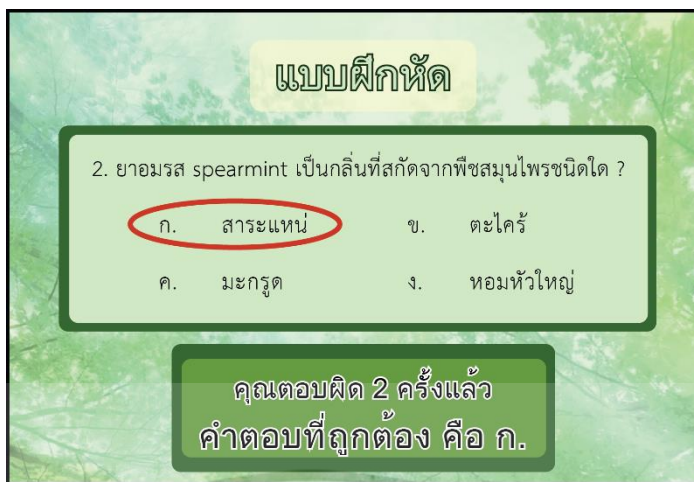 แบบฝึกหัด
2. ยาอมรส spearmint เป็นกลิ่นที่สกัดจากพืชสมุนไพรชนิดใด ?
ก. สาระแหน่ ข. ตะไคร้
ค. มะกรูด ง. หอมหัวใหญ่
คุณตอบผิด 2 ครั้งแล้ว
คำตอบที่ถูกต้อง คือ ก.